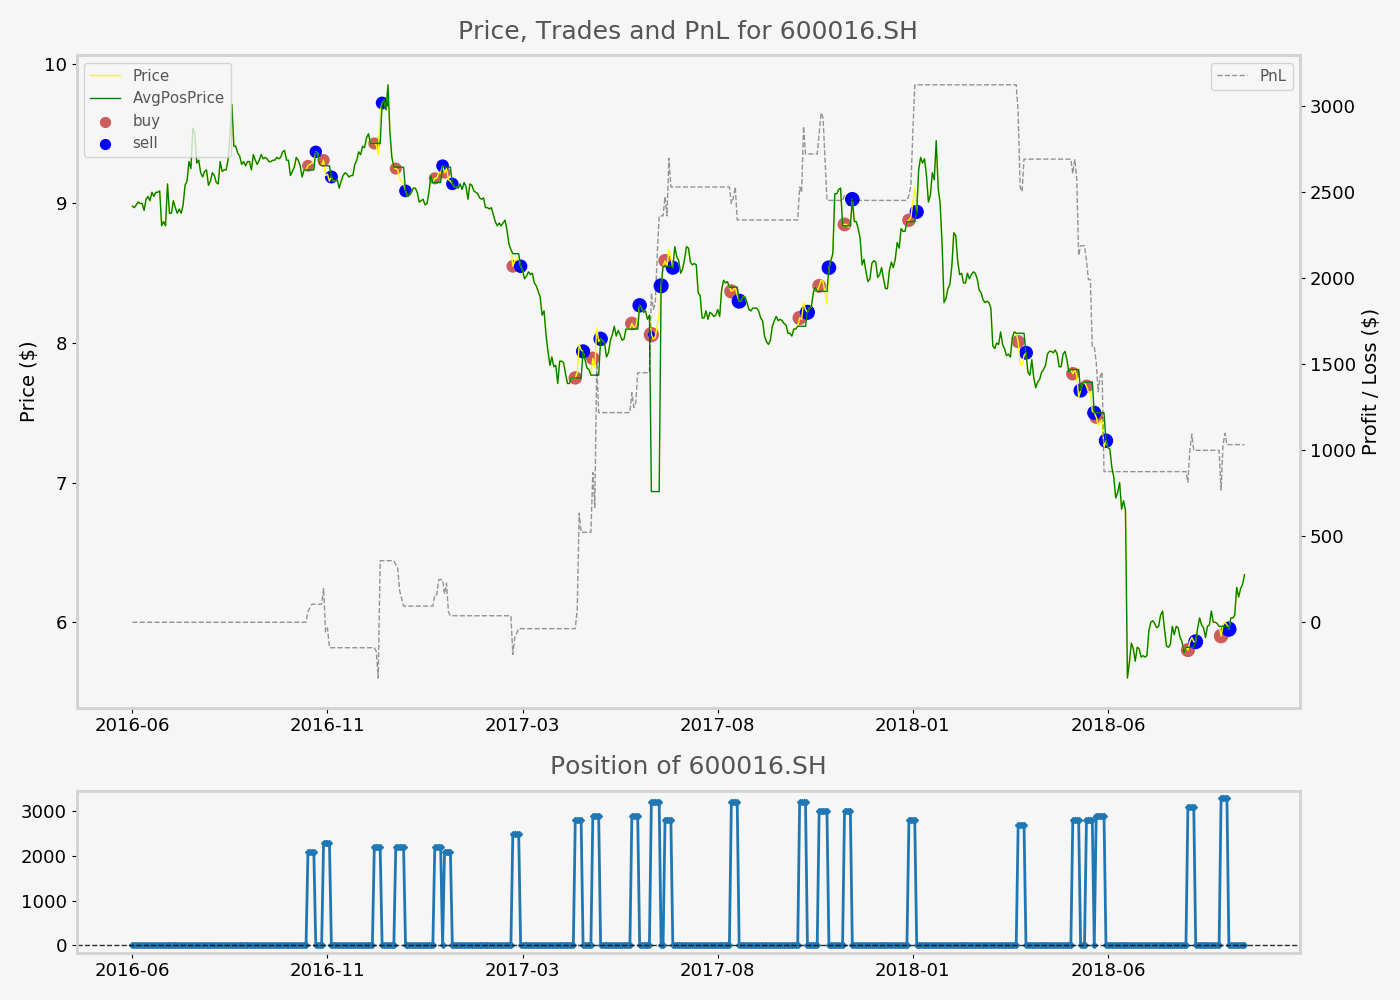 Price, Trades and PnL for 600016.SH
Price
AvgPosPrice
buy
sell
PnL
10
9
8
7
6
Price ($)
3000
2500
2000
1500
1000
500
0
Profit / Loss ($)
2016-06 2016-11 2017-03 2017-08 2018-01 2018-06
Position of 600016.SH
3000
2000
1000
0
2016-06 2016-11 2017-03 2017-08 2018-01 2018-06